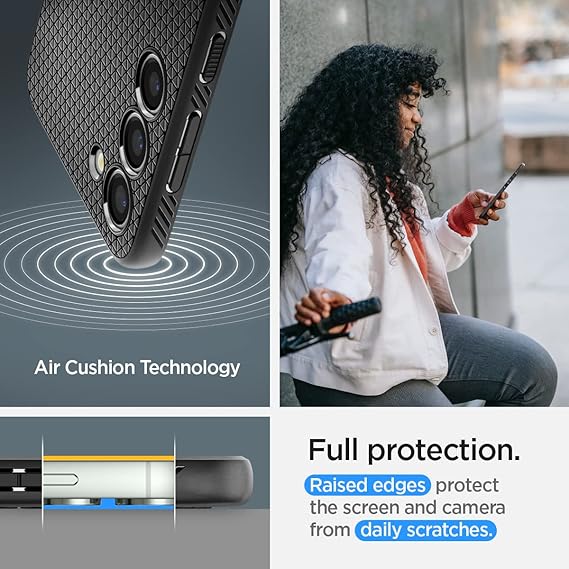 Air Cushion Technology
Full protection.
Raised edges protect
the screen and camera
from daily scratches.